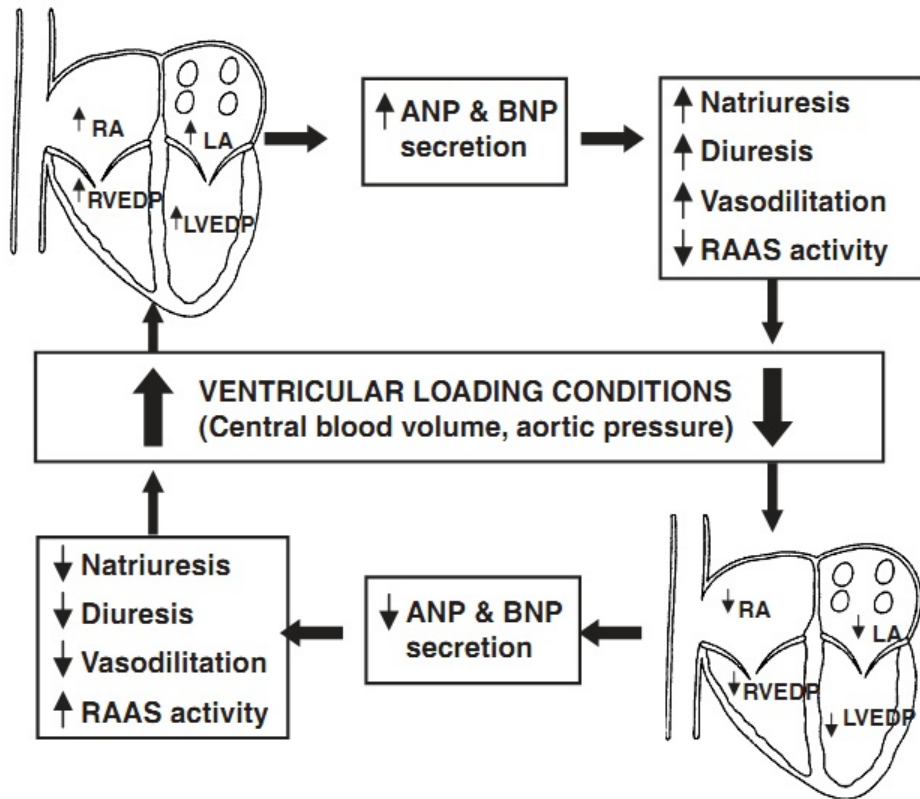 RA
LA
RVEDP
LVEDP
ANP & BNP
secretion
Natriuresis
Diuresis
Vasodilitation
RAAS activity
VENTRICULAR LOADING CONDITIONS
(Central blood volume, aortic pressure)
Natriuresis
Diuresis
Vasodilitation
RAAS activity
ANP & BNP
secretion
RA
LA
RVEDP
LVEDP